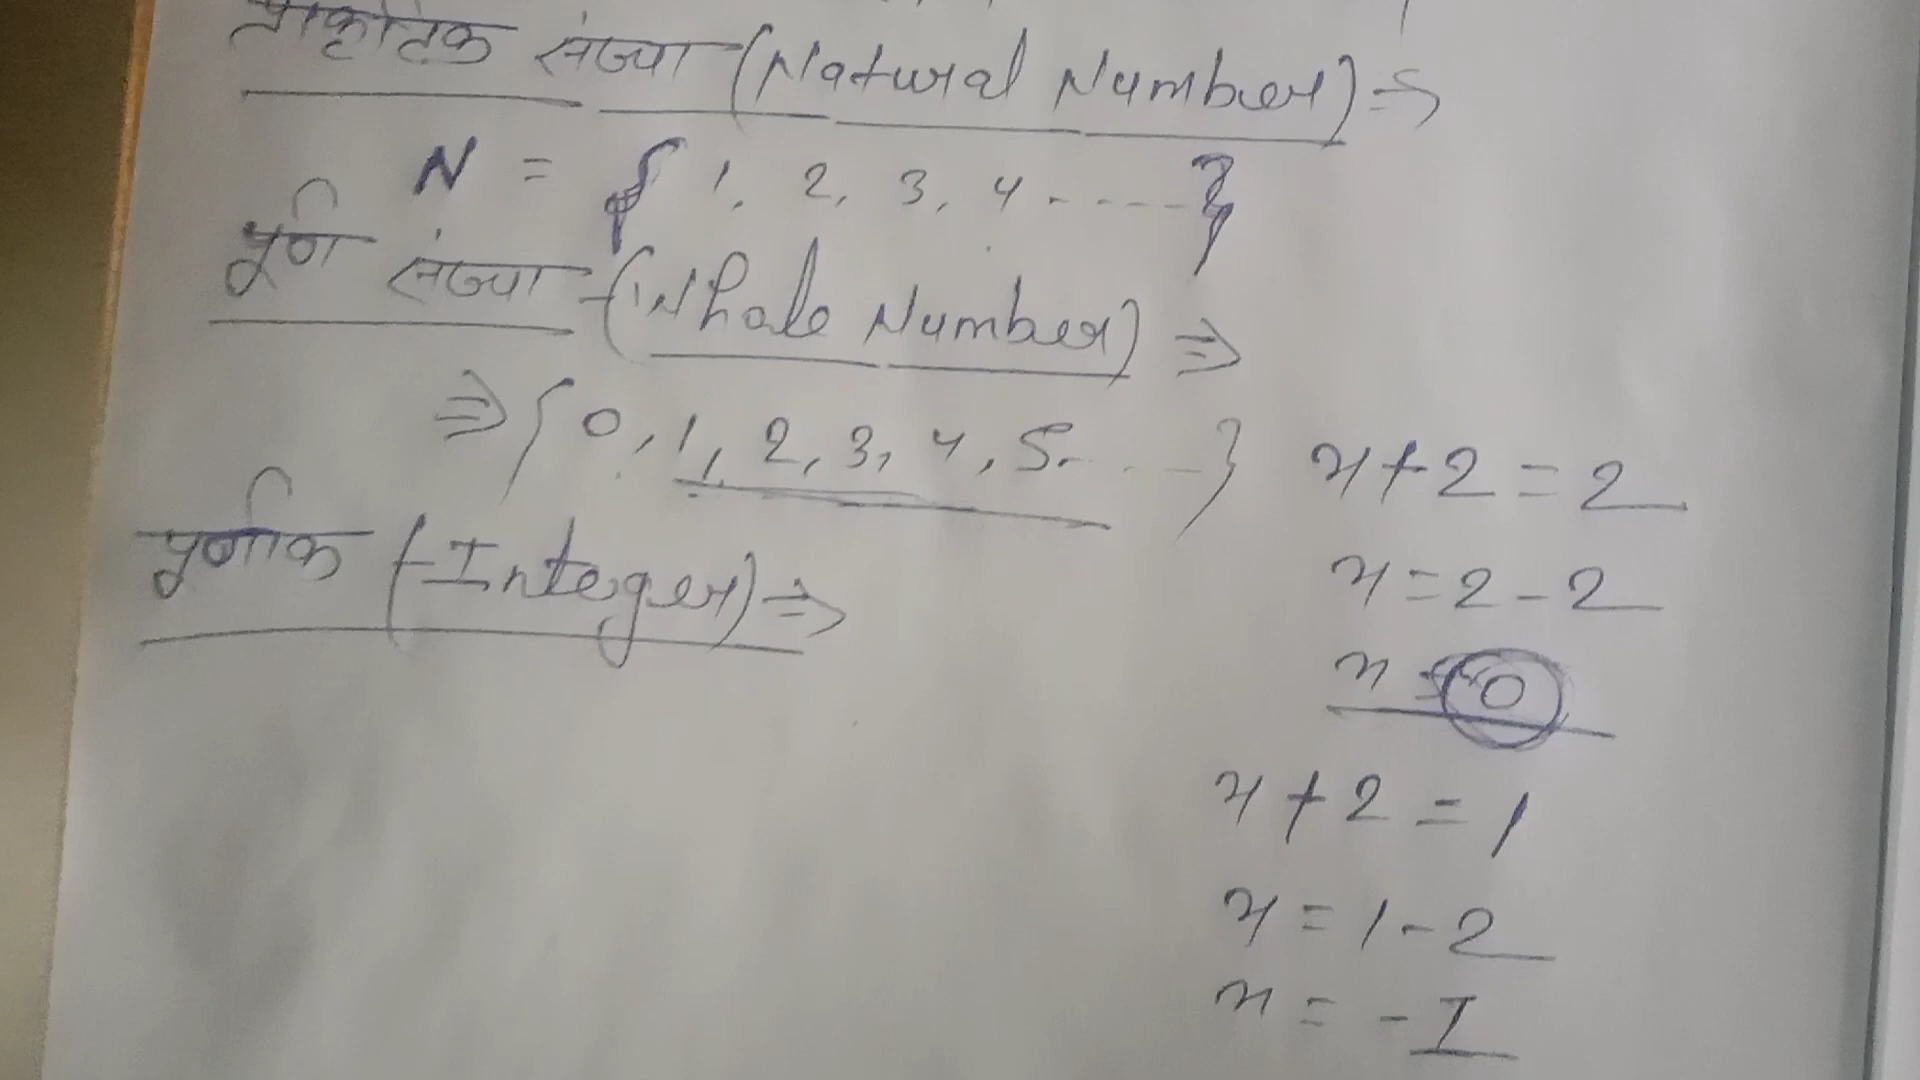 प्राकृतिक संख्या (Natural Number) ⇒
N = { 1, 2, 3, 4 ..... }
पूर्ण संख्या (Whole Number) ⇒
⇒ { 0, 1, 2, 3, 4, 5. ... }
पूर्णांक (Integer) ⇒
x + 2 = 2
x = 2 - 2
x = 0
x + 2 = 1
x = 1 - 2
x = - 1